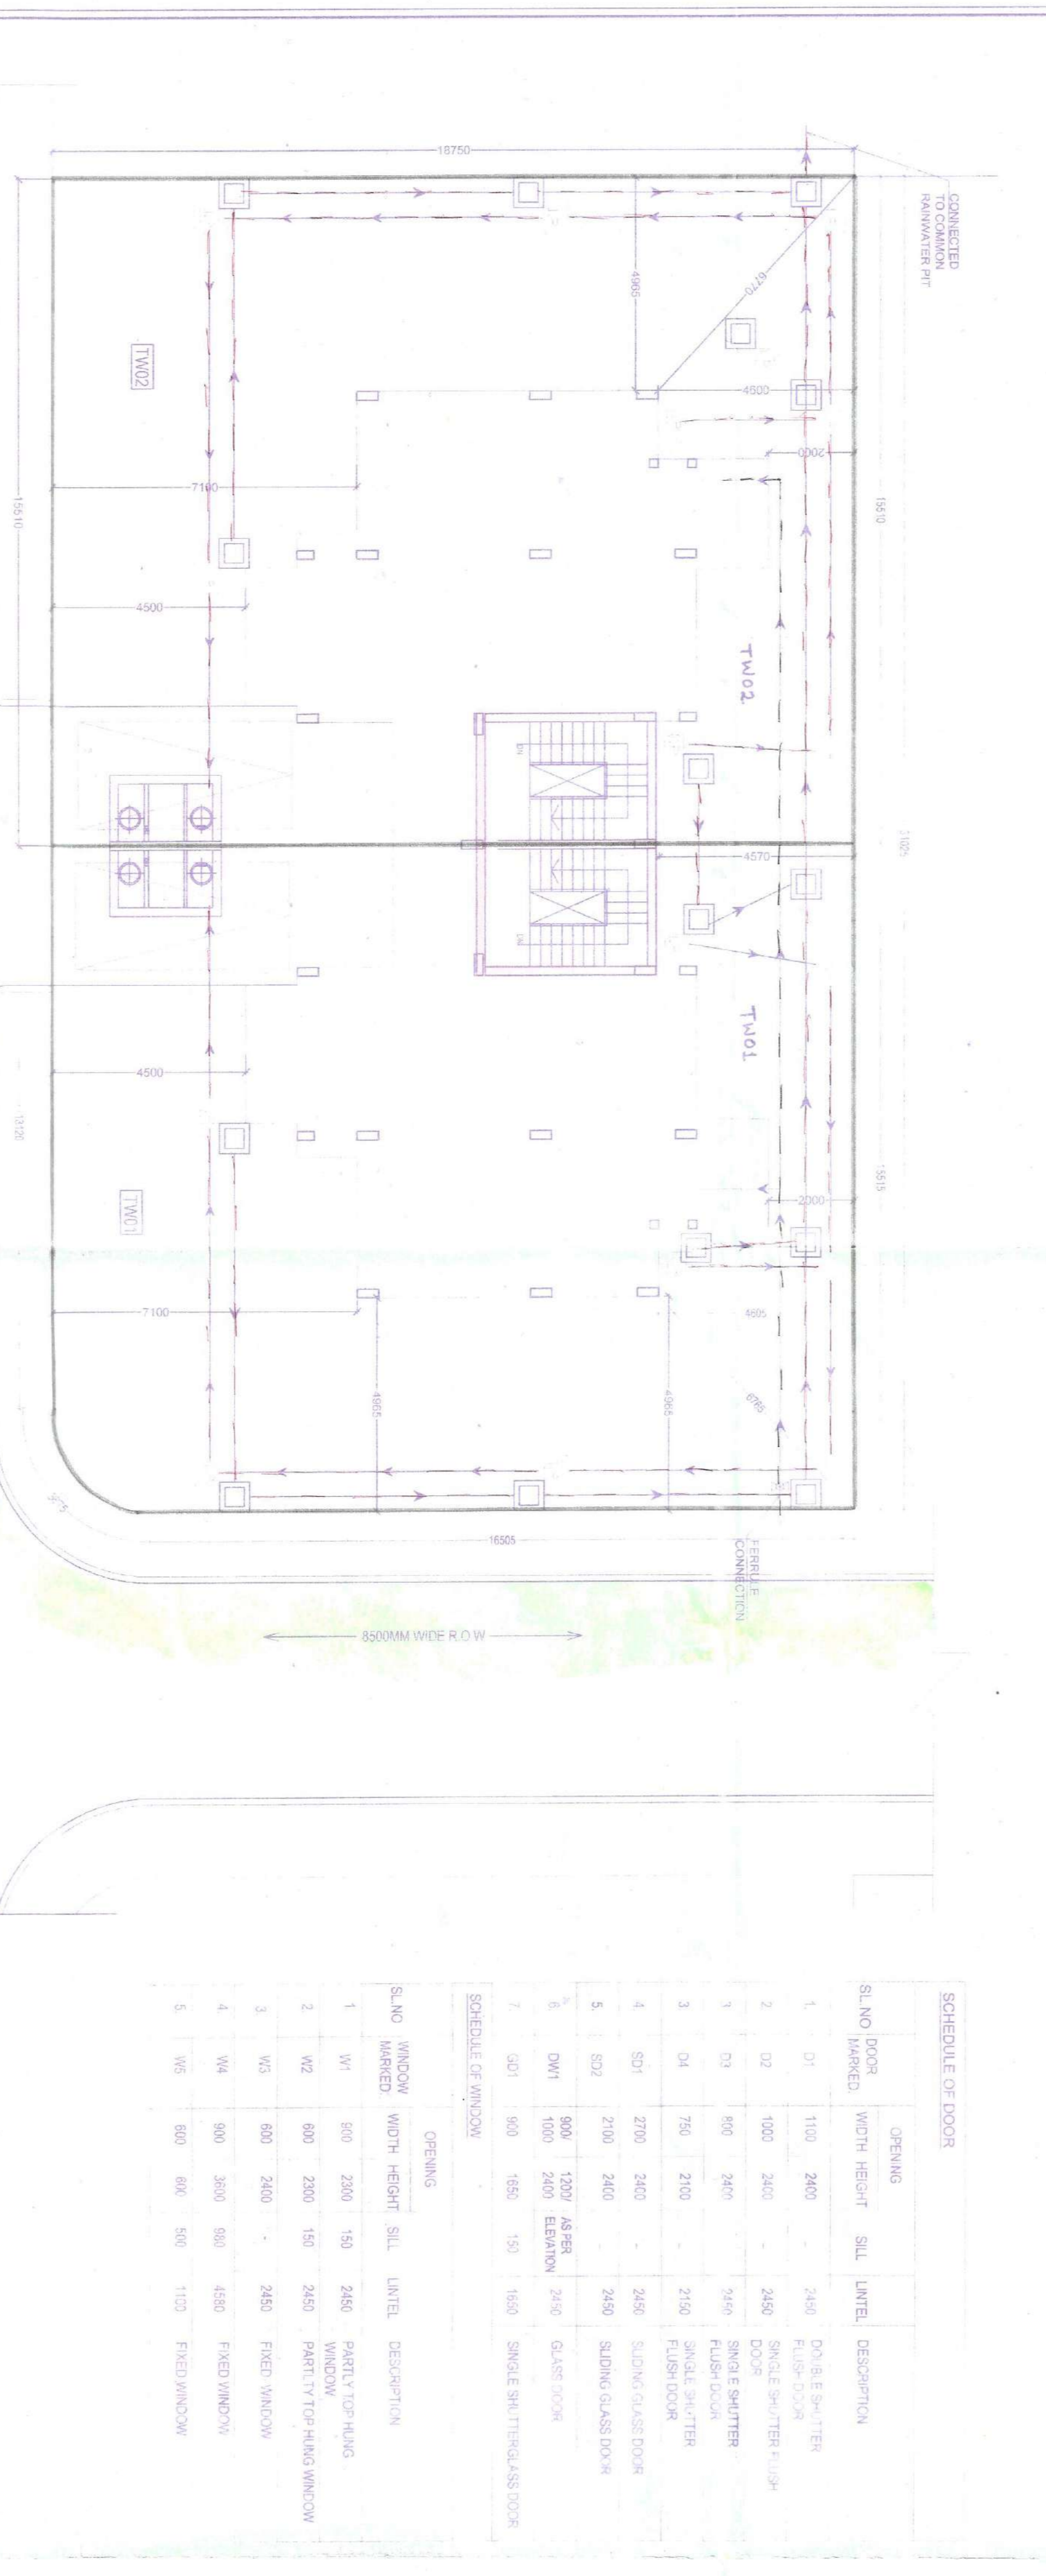 18750
CONNECTED
TO COMMON
RAINWATER PIT
4965
6770
TW02
4600
2000
7100
15510
15510
4500
TW02
31025
4570
TW01
4500
13120
15515
2000
TW01
7100
4605
4965
4965
6765
16505
FERRULE
CONNECTION
8500MM WIDE R.O.W
DN
DN
SCHEDULE OF DOOR
SL.NO DOOR MARKED. OPENING WIDTH HEIGHT SILL LINTEL DESCRIPTION
1. D1 1100 2400 - 2450 DOUBLE SHUTTER FLUSH DOOR
2. D2 1000 2400 - 2450 SINGLE SHUTTER FLUSH DOOR
3 D3 800 2400 - 2450 SINGLE SHUTTER FLUSH DOOR
3. D4 750 2100 - 2150 SINGLE SHUTTER FLUSH DOOR
4. SD1 2700 2400 - 2450 SLIDING GLASS DOOR
5. SD2 2100 2400 - 2450 SLIDING GLASS DOOR
6. DW1 900/ 1000 1200/ 2400 AS PER ELEVATION 2450 GLASS DOOR
7. GD1 900 1650 150 1650 SINGLE SHUTTERGLASS DOOR
SCHEDULE OF WINDOW
SL.NO WINDOW MARKED. OPENING WIDTH HEIGHT SILL LINTEL DESCRIPTION
1. W1 900 2300 150 2450 PARTLY TOP HUNG WINDOW
2. W2 600 2300 150 2450 PARTLTY TOP HUNG WINDOW
3. W3 600 2400 - 2450 FIXED WINDOW
4. W4 900 3600 980 4580 FIXED WINDOW
5. W5 600 600 500 1100 FIXED WINDOW